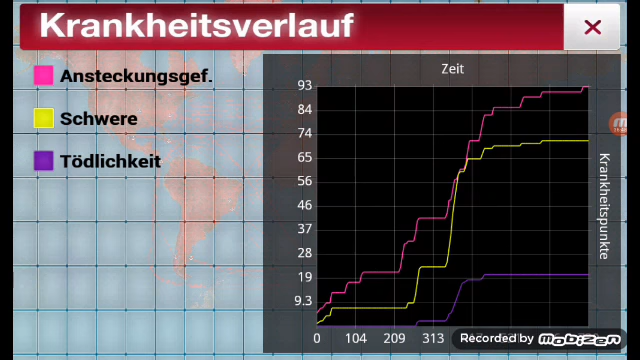 Krankheitsverlauf
Ansteckungsgef.
Schwere
Tödlichkeit
Zeit
93
84
74
65
56
46
37
28
19
9.3
0
104
209
313
Krankheitspunkte
Recorded by
MOBIZEN